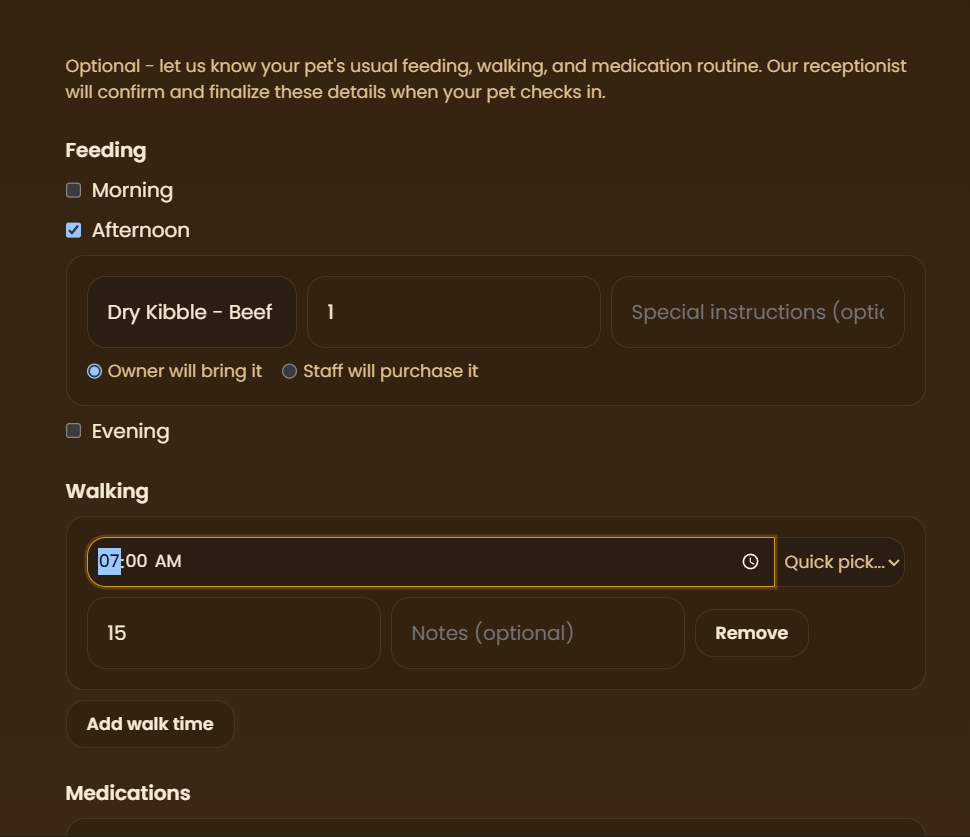 Optional - let us know your pet's usual feeding, walking, and medication routine. Our receptionist
will confirm and finalize these details when your pet checks in.
Feeding
Morning
Afternoon
Dry Kibble - Beef
1
Special instructions (optic
Owner will bring it
Staff will purchase it
Evening
Walking
07:00 AM
Quick pick...
15
Notes (optional)
Remove
Add walk time
Medications